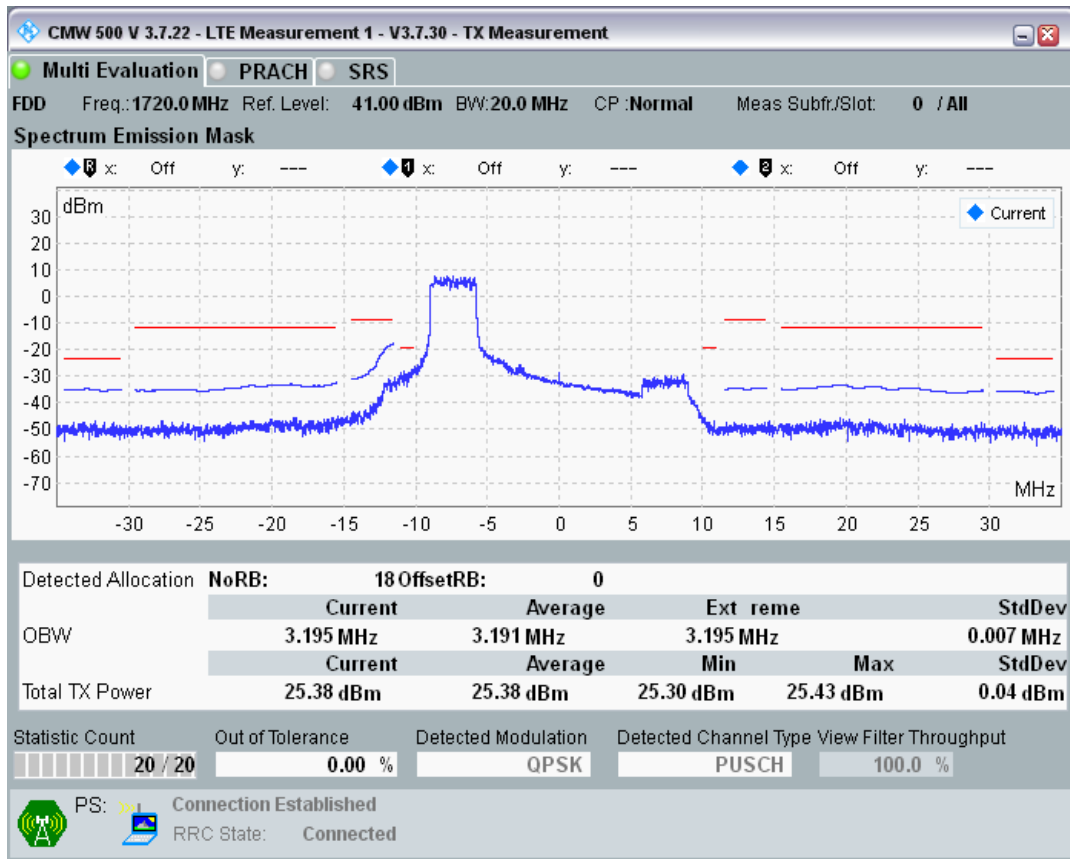 CMW 500 V 3.7.22 - LTE Measurement 1 - V3.7.30 - TX Measurement
Multi Evaluation PRACH SRS
FDD Freq.:1720.0 MHz Ref. Level: 41.00 dBm BW:20.0 MHz CP :Normal Meas Subfr./Slot: 0 / All
Spectrum Emission Mask
R x: Off y: --- 1 x: Off y: --- 2 x: Off y: ---
dBm
Current
30
20
10
0
-10
-20
-30
-40
-50
-60
-70
MHz
-30 -25 -20 -15 -10 -5 0 5 10 15 20 25 30
Detected Allocation NoRB: 18 OffsetRB: 0
Current Average Ext reme StdDev
OBW 3.195 MHz 3.191 MHz 3.195 MHz 0.007 MHz
Current Average Min Max StdDev
Total TX Power 25.38 dBm 25.38 dBm 25.30 dBm 25.43 dBm 0.04 dBm
Statistic Count Out of Tolerance Detected Modulation Detected Channel Type View Filter Throughput
20 / 20 0.00 % QPSK PUSCH 100.0 %
PS: Connection Established
RRC State: Connected